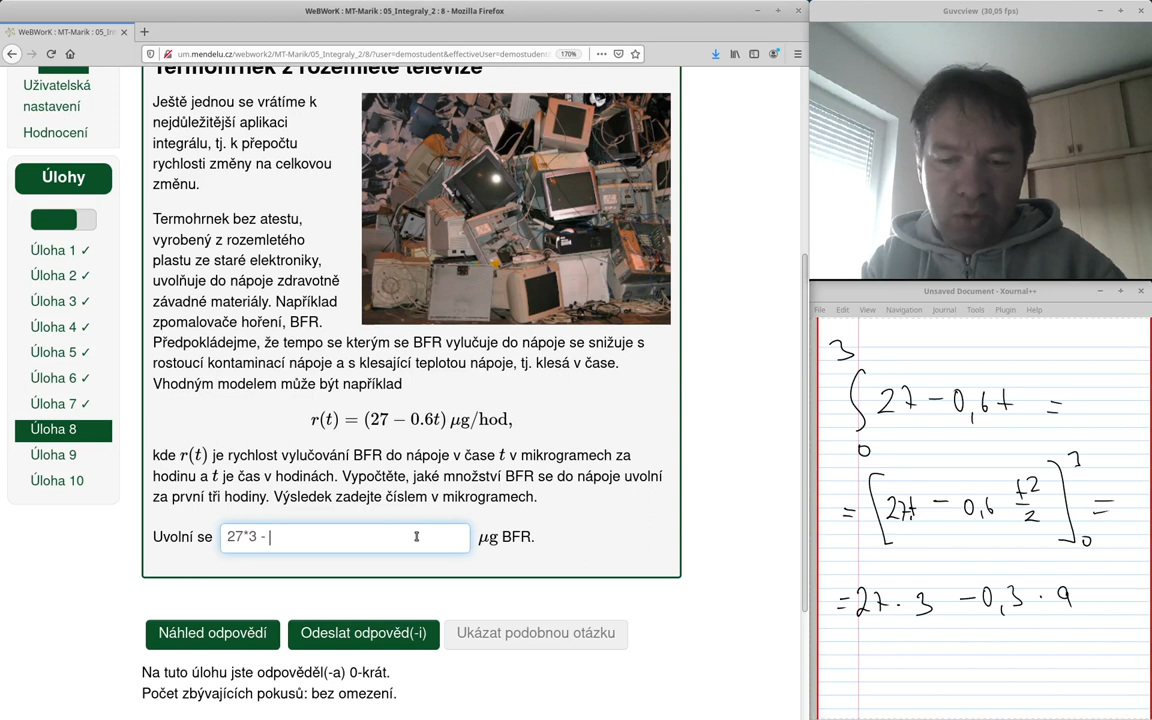 WeBWorK : MT-Marik : 05_Integraly_2 : 8 - Mozilla Firefox
WeBWorK : MT-Marik : 05_In
um.mendelu.cz/webwork2/MT-Marik/05_Integraly_2/8/?user=demostudent&effectiveUser=demostudent
170%
Uživatelská
nastavení
Hodnocení
Úlohy
Úloha 1 ✓
Úloha 2 ✓
Úloha 3 ✓
Úloha 4 ✓
Úloha 5 ✓
Úloha 6 ✓
Úloha 7 ✓
Úloha 8
Úloha 9
Úloha 10
Termohrnek z rozemleté televize
Ještě jednou se vrátíme k
nejdůležitější aplikaci
integrálu, tj. k přepočtu
rychlosti změny na celkovou
změnu.
Termohrnek bez atestu,
vyrobený z rozemletého
plastu ze staré elektroniky,
uvolňuje do nápoje zdravotně
závadné materiály. Například
zpomalovače hoření, BFR.
Předpokládejme, že tempo se kterým se BFR vylučuje do nápoje se snižuje s
rostoucí kontaminací nápoje a s klesající teplotou nápoje, tj. klesá v čase.
Vhodným modelem může být například
r(t) = (27 − 0.6t) μg/hod,
kde r(t) je rychlost vylučování BFR do nápoje v čase t v mikrogramech za
hodinu a t je čas v hodinách. Vypočtěte, jaké množství BFR se do nápoje uvolní
za první tři hodiny. Výsledek zadejte číslem v mikrogramech.
Uvolní se 27*3 - μg BFR.
Náhled odpovědí Odeslat odpověd(-i) Ukázat podobnou otázku
Na tuto úlohu jste odpověděl(-a) 0-krát.
Počet zbývajících pokusů: bez omezení.
Guvcview (30,05 fps)
Unsaved Document - Xournal++
File Edit View Navigation Journal Tools Plugin Help
3
∫ 27 − 0,6 t =
0
= [27t − 0,6 t²/2]³₀ =
= 27 · 3 − 0,3 · 9